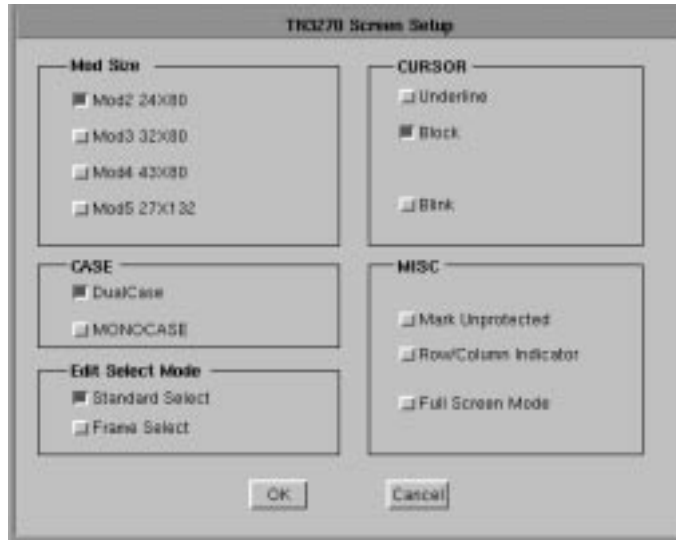 TN3270 Screen Setup
Mod Size
Mod2 24X80
Mod3 32X80
Mod4 43X80
Mod5 27X132
CASE
DualCase
MONOCASE
Edit Select Mode
Standard Select
Frame Select
CURSOR
Underline
Block
Blink
MISC
Mark Unprotected
Row/Column Indicator
Full Screen Mode
OK
Cancel